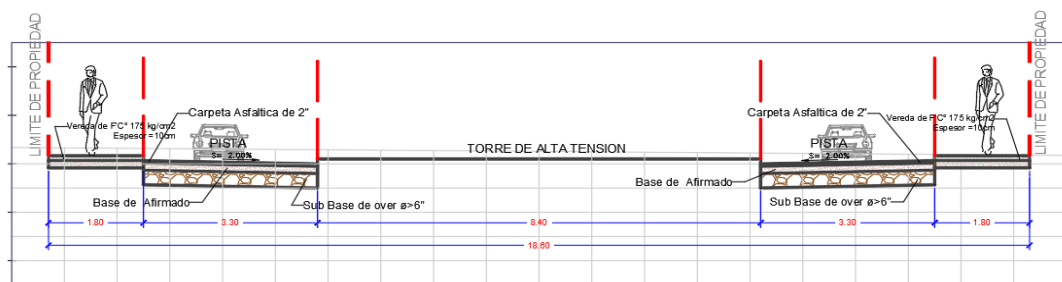 LIMITE DE PROPIEDAD
LIMITE DE PROPIEDAD
Carpeta Asfaltica de 2"
Carpeta Asfaltica de 2"
Vereda de F'C° 175 kg/cm2
Espesor =10cm
Vereda de F'C° 175 kg/cm2
Espesor =10cm
PISTA
S= 2.00%
TORRE DE ALTA TENSION
PISTA
S= 2.00%
Base de Afirmado
Sub Base de over ø>6"
Base de Afirmado
Sub Base de over ø>6"
1.80
3.30
8.40
3.30
1.80
18.60